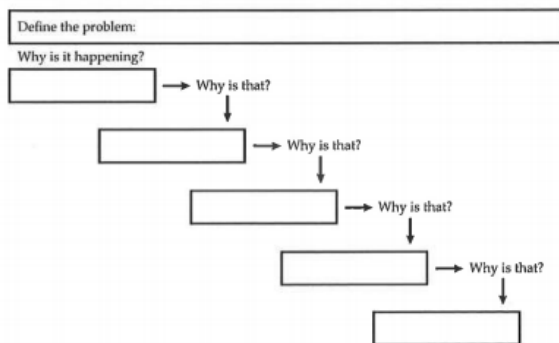 Define the problem:
Why is it happening?
Why is that?
Why is that?
Why is that?
Why is that?